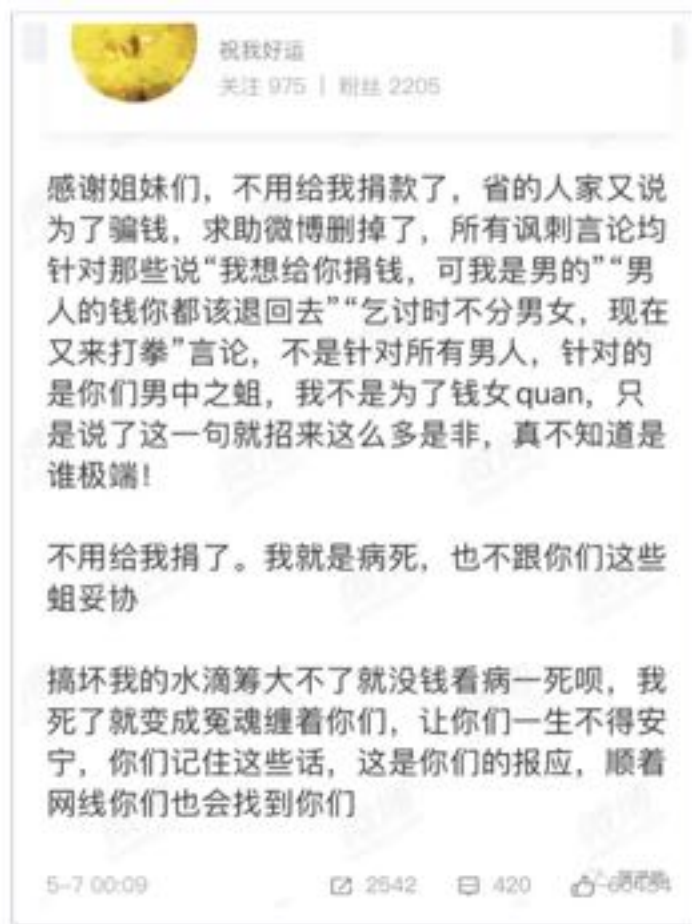 祝我好运
关注 975 | 粉丝 2205
感谢姐妹们，不用给我捐款了，省的人家又说
为了骗钱，求助微博删掉了，所有讽刺言论均
针对那些说“我想给你捐钱，可我是男的”“男
人的钱你都该退回去”“乞讨时不分男女，现在
又来打拳”言论，不是针对所有男人，针对的
是你们男中之蛆，我不是为了钱女quan，只
是说了这一句就招来这么多是非，真不知道是
谁极端！
不用给我捐了。我就是病死，也不跟你们这些
蛆妥协
搞坏我的水滴筹大不了就没钱看病一死呗，我
死了就变成冤魂缠着你们，让你们一生不得安
宁，你们记住这些话，这是你们的报应，顺着
网线你们也会找到你们
5-7 00:09 2542 420